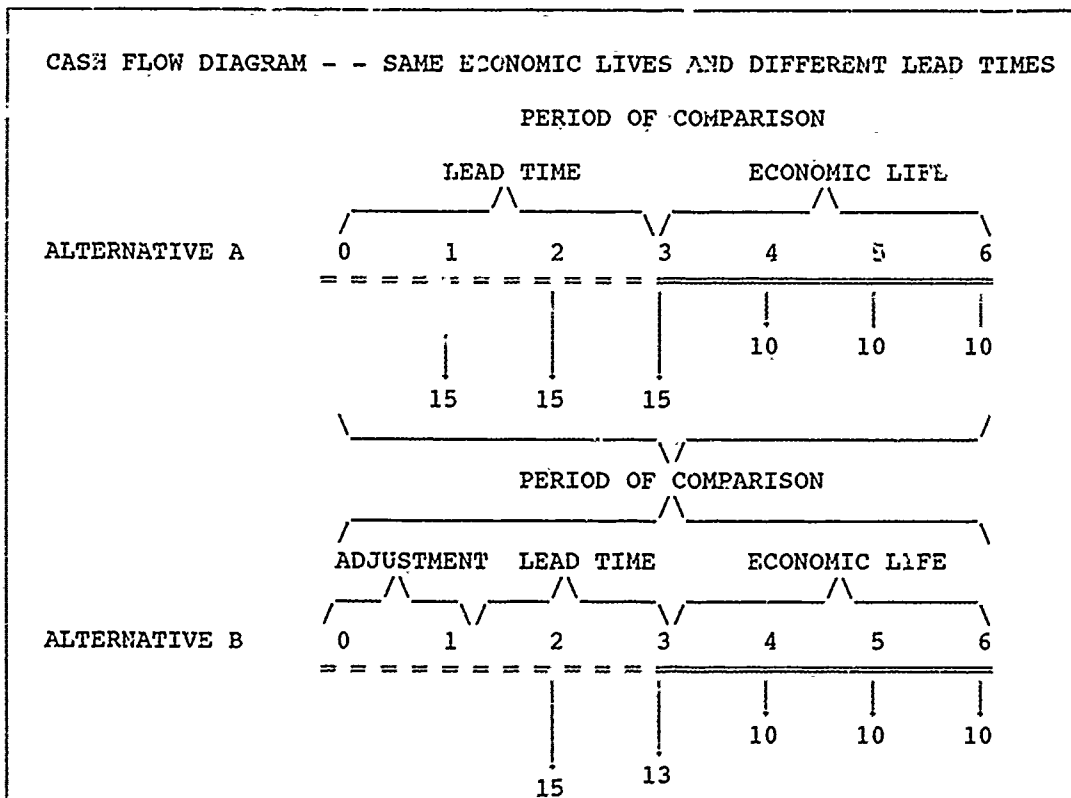 CASH FLOW DIAGRAM - - SAME ECONOMIC LIVES AND DIFFERENT LEAD TIMES
PERIOD OF COMPARISON
LEAD TIME ECONOMIC LIFE
ALTERNATIVE A 0 1 2 3 4 5 6
10 10 10
15 15 15
PERIOD OF COMPARISON
ADJUSTMENT LEAD TIME ECONOMIC LIFE
ALTERNATIVE B 0 1 2 3 4 5 6
10 10 10
15 13